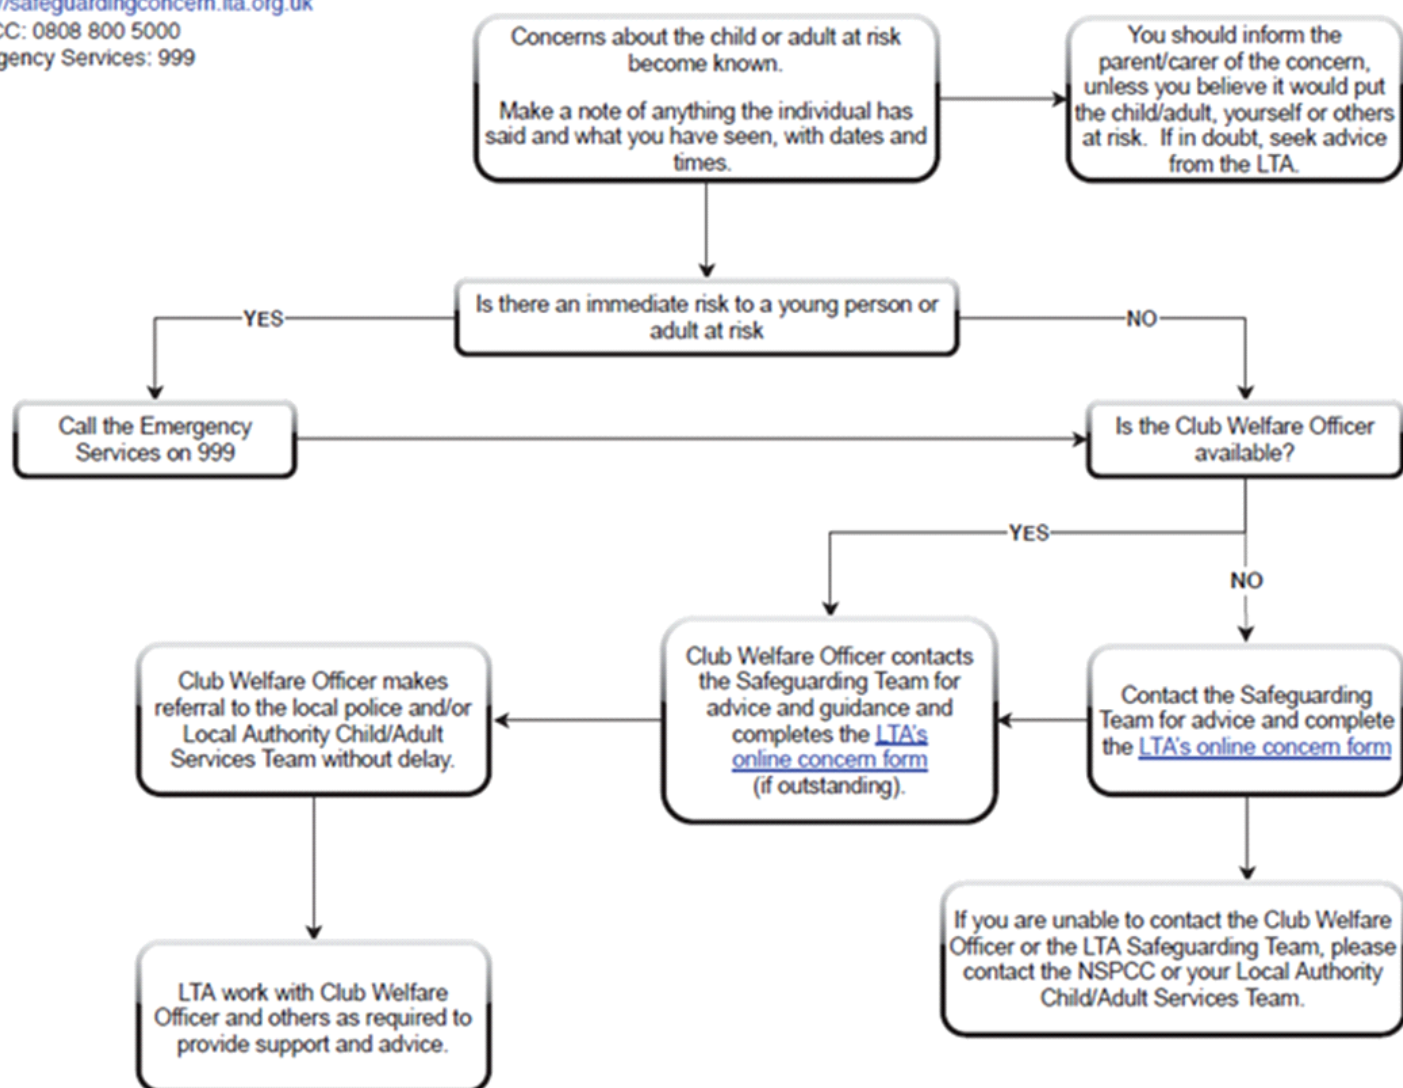 //safeguardingconcern.lta.org.uk
CC: 0808 800 5000
gency Services: 999
Concerns about the child or adult at risk
become known.
Make a note of anything the individual has
said and what you have seen, with dates and
times.
You should inform the
parent/carer of the concern,
unless you believe it would put
the child/adult, yourself or others
at risk. If in doubt, seek advice
from the LTA.
Is there an immediate risk to a young person or
adult at risk
YES
NO
Call the Emergency
Services on 999
Is the Club Welfare Officer
available?
YES
NO
Club Welfare Officer makes
referral to the local police and/or
Local Authority Child/Adult
Services Team without delay.
Club Welfare Officer contacts
the Safeguarding Team for
advice and guidance and
completes the LTA's
online concern form
(if outstanding).
Contact the Safeguarding
Team for advice and complete
the LTA's online concern form
If you are unable to contact the Club Welfare
Officer or the LTA Safeguarding Team, please
contact the NSPCC or your Local Authority
Child/Adult Services Team.
LTA work with Club Welfare
Officer and others as required to
provide support and advice.